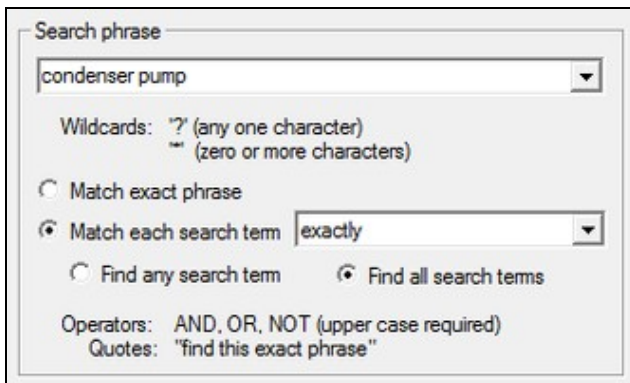 Search phrase
condenser pump
Wildcards: '?' (any one character)
'*' (zero or more characters)
Match exact phrase
Match each search term exactly
Find any search term Find all search terms
Operators: AND, OR, NOT (upper case required)
Quotes: "find this exact phrase"